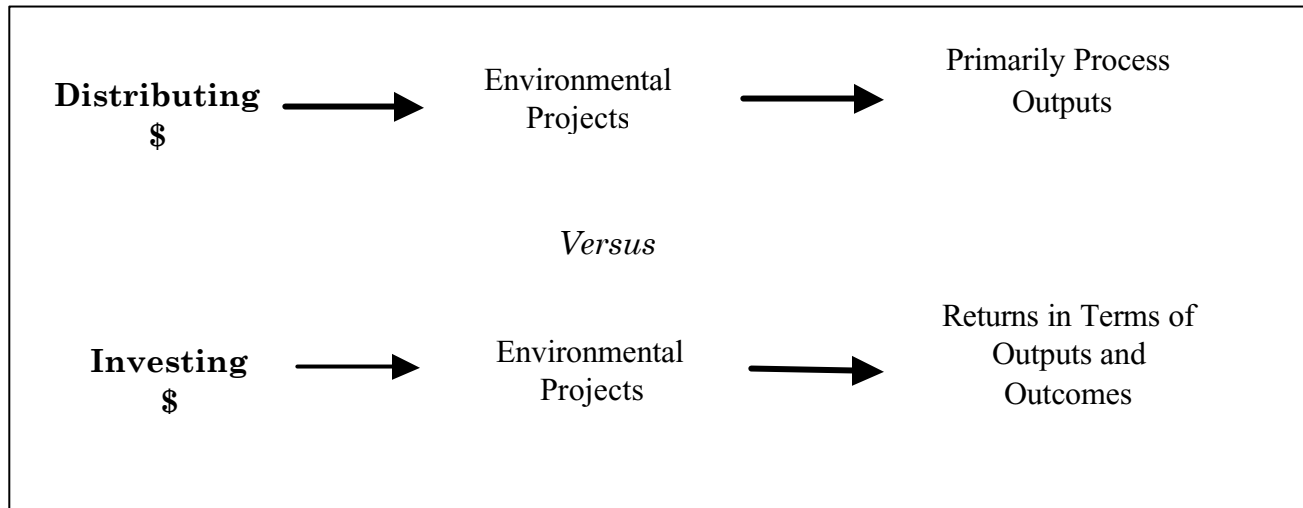 Distributing
$
Environmental
Projects
Primarily Process
Outputs
Versus
Investing
$
Environmental
Projects
Returns in Terms of
Outputs and
Outcomes